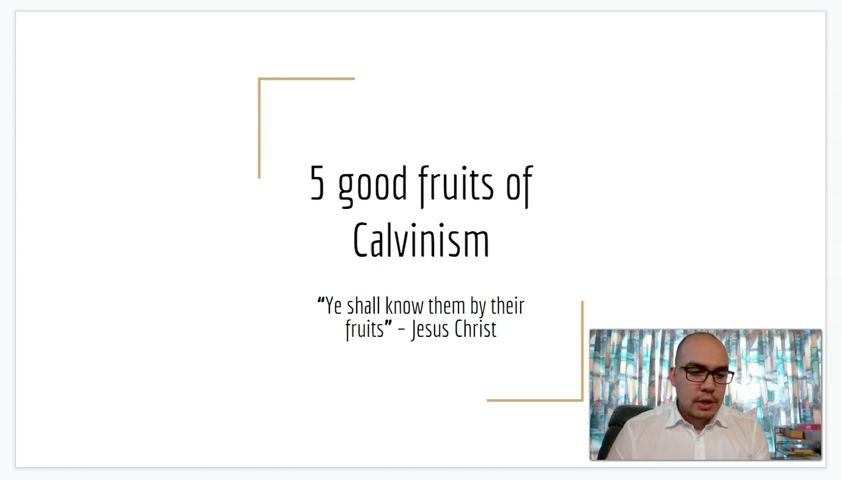 5 good fruits of
Calvinism
“Ye shall know them by their
fruits” – Jesus Christ